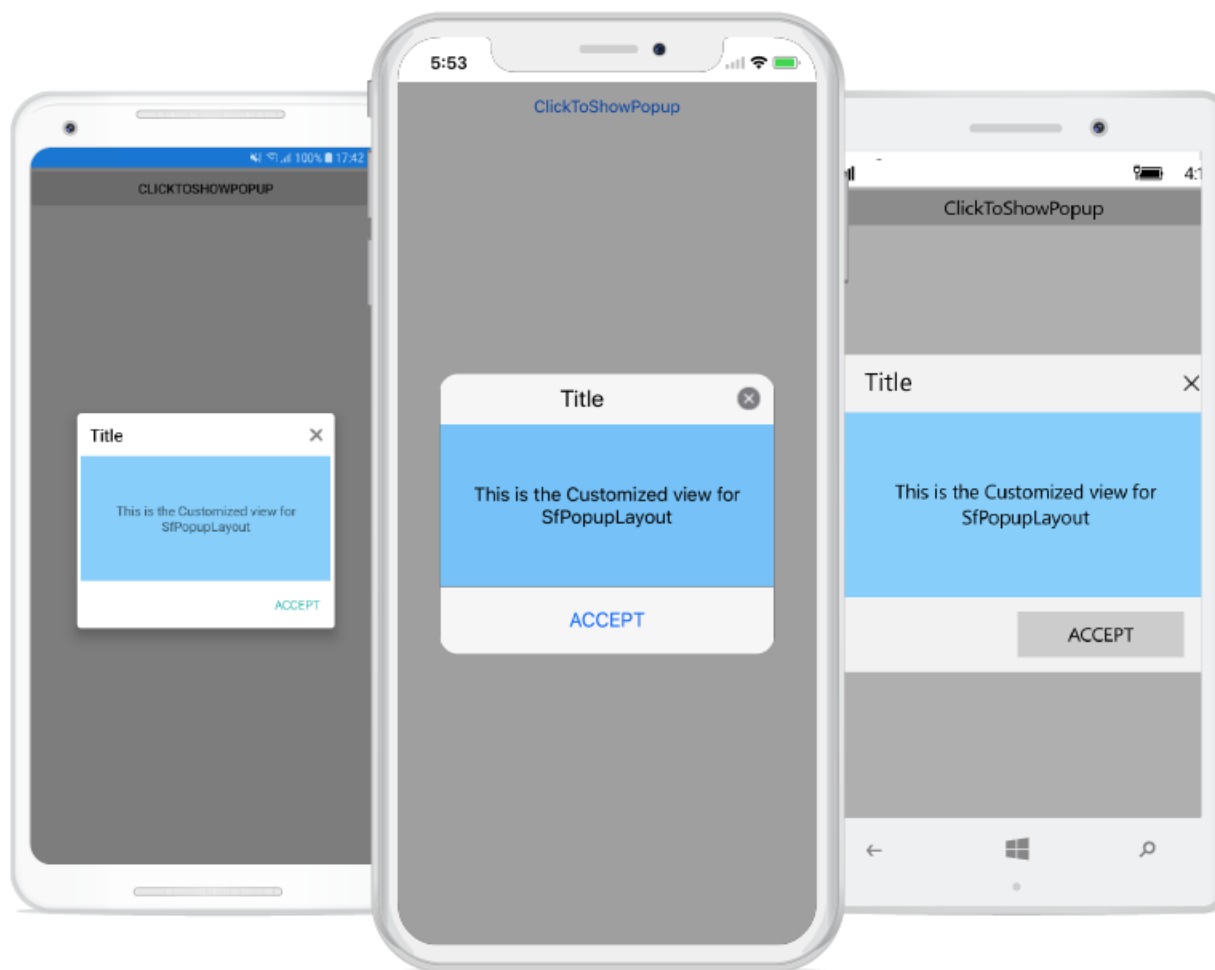 100% 17:42
CLICKTOSHOWPOPUP
Title
This is the Customized view for
SfPopupLayout
ACCEPT
5:53
ClickToShowPopup
Title
This is the Customized view for
SfPopupLayout
ACCEPT
ClickToShowPopup
Title
This is the Customized view for
SfPopupLayout
ACCEPT